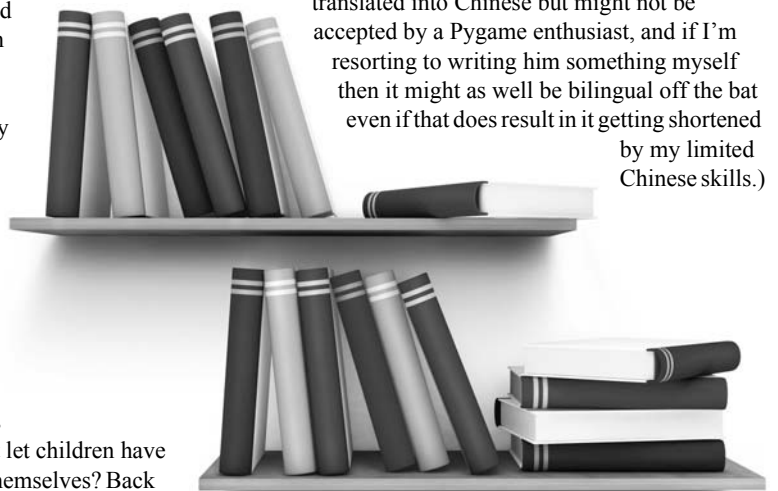 d
y
let children have
hemselves? Back
translated into Chinese but might not be
accepted by a Pygame enthusiast, and if I'm
resorting to writing him something myself
then it might as well be bilingual off the bat
even if that does result in it getting shortened
by my limited
Chinese skills.)